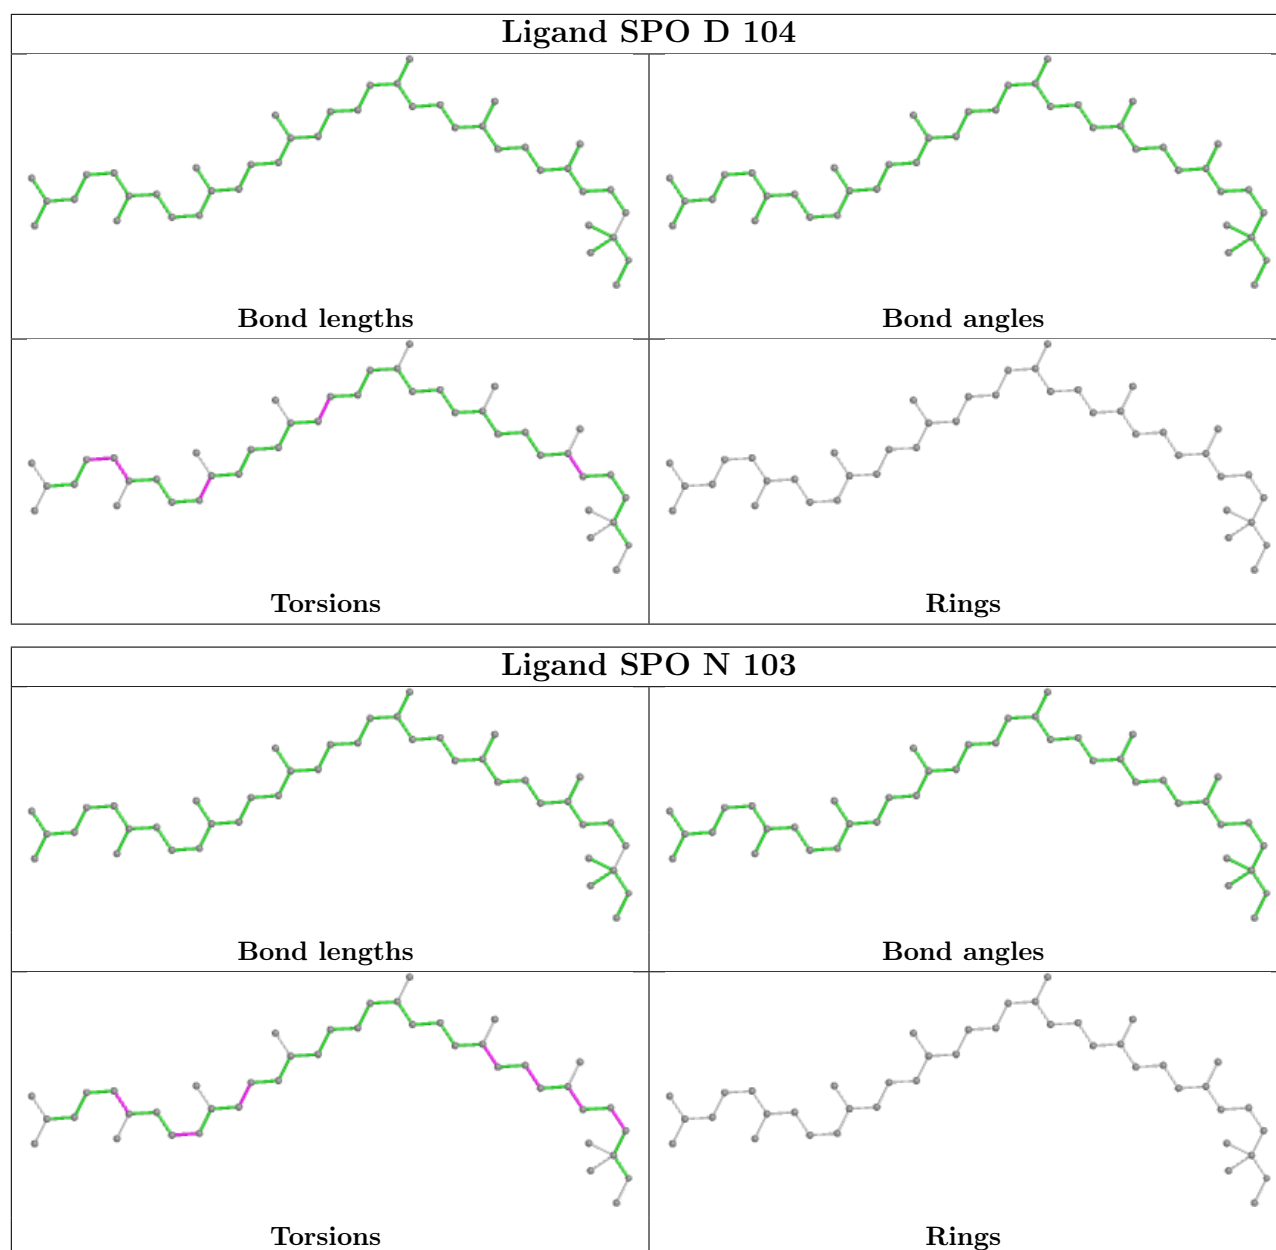 Ligand SPO D 104
Bond lengths
Bond angles
Torsions
Rings
Ligand SPO N 103
Bond lengths
Bond angles
Torsions
Rings